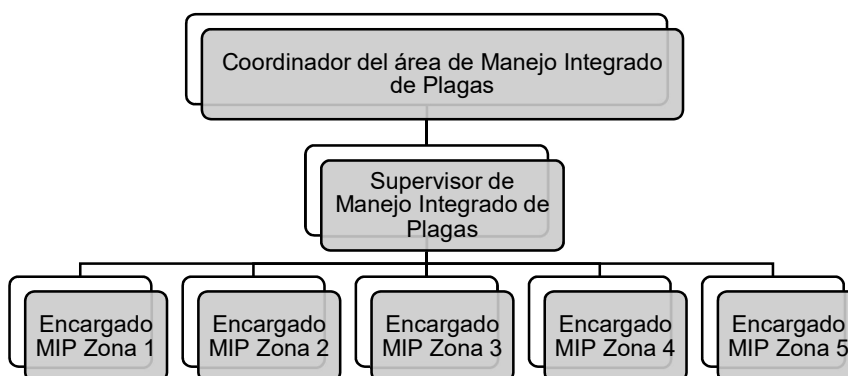 Coordinador del área de Manejo Integrado
de Plagas
Supervisor de
Manejo Integrado de
Plagas
Encargado
MIP Zona 1
Encargado
MIP Zona 2
Encargado
MIP Zona 3
Encargado
MIP Zona 4
Encargado
MIP Zona 5